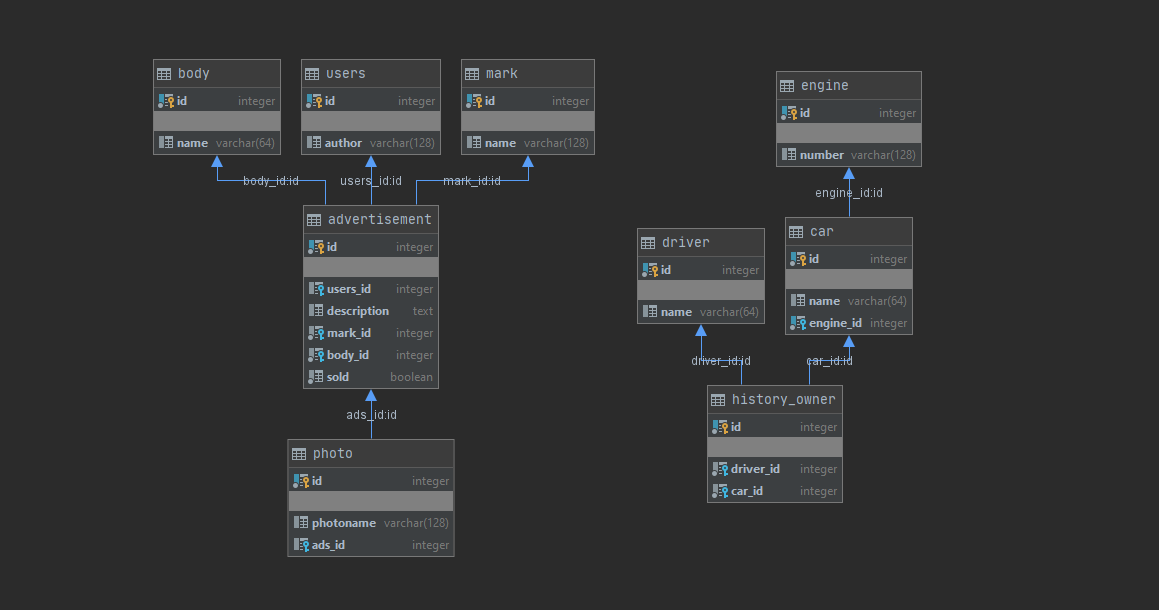 body
id integer
name varchar(64)
users
id integer
author varchar(128)
mark
id integer
name varchar(128)
body_id:id
users_id:id
mark_id:id
advertisement
id integer
users_id integer
description text
mark_id integer
body_id integer
sold boolean
ads_id:id
photo
id integer
photoname varchar(128)
ads_id integer
engine
id integer
number varchar(128)
engine_id:id
driver
id integer
name varchar(64)
car
id integer
name varchar(64)
engine_id integer
driver_id:id
car_id:id
history_owner
id integer
driver_id integer
car_id integer